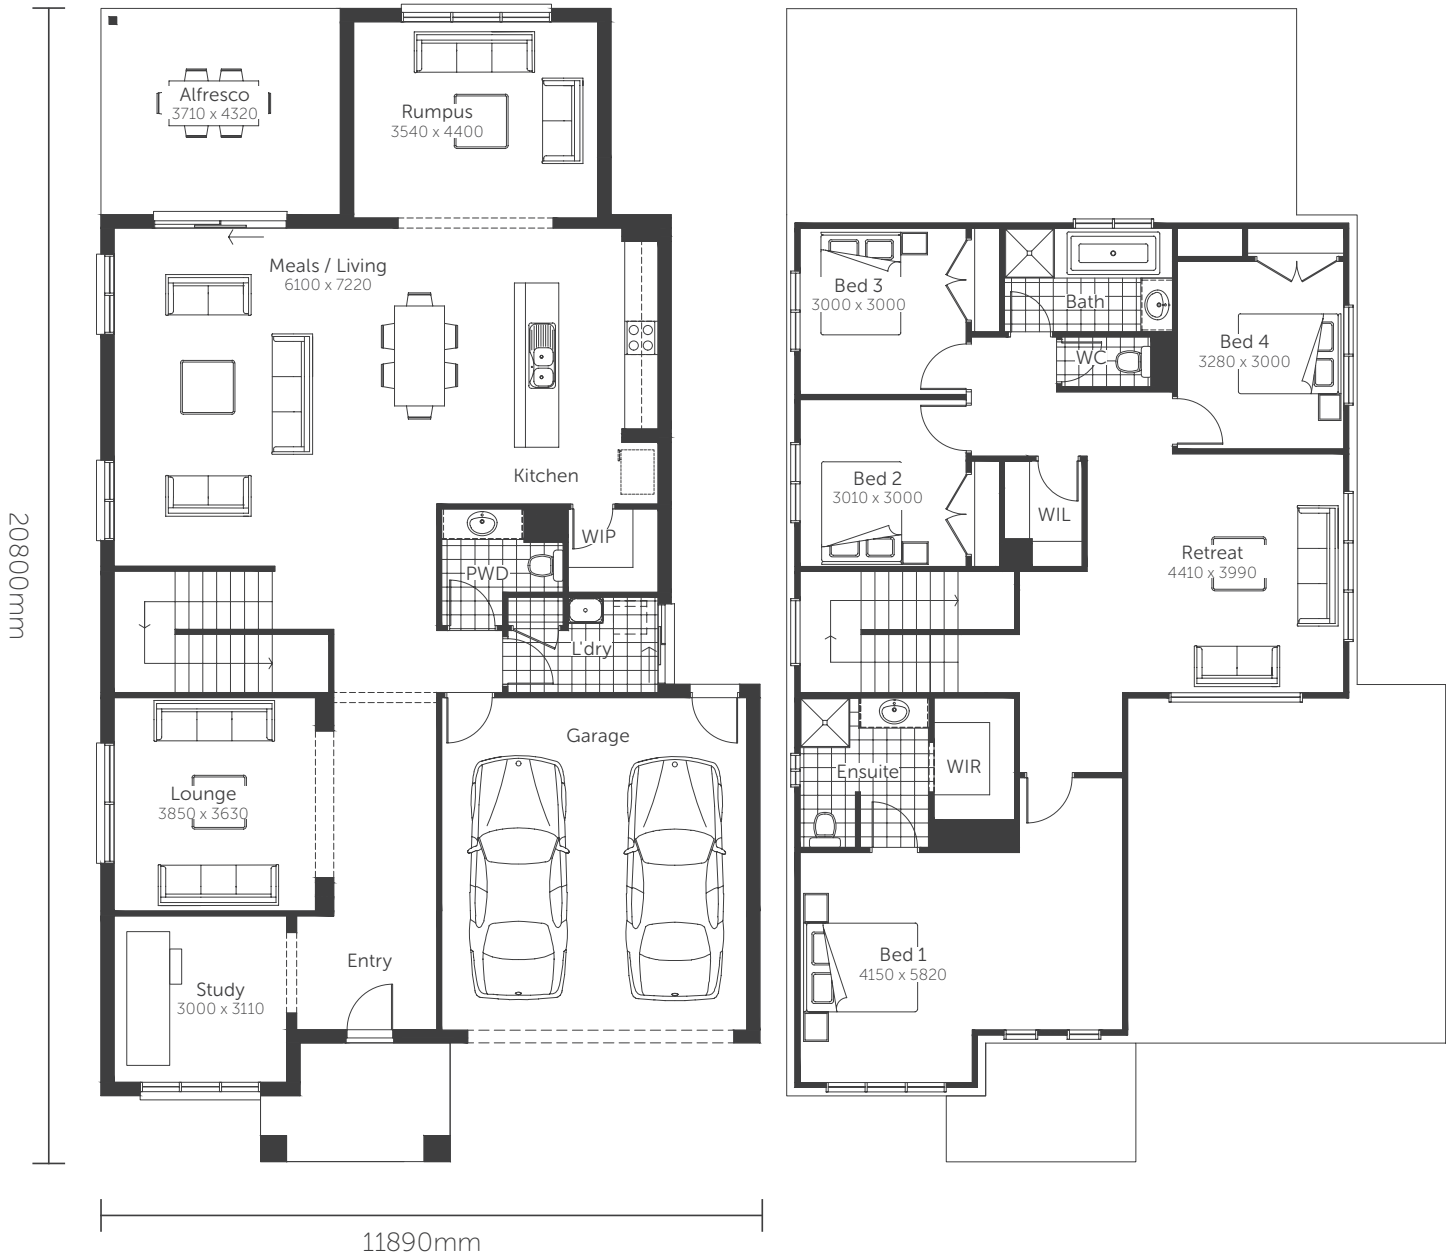 Alfresco
3710 x 4320
Rumpus
3540 x 4400
Meals / Living
6100 x 7220
Kitchen
WIP
PWD
L'dry
Garage
Lounge
3850 x 3630
Entry
Study
3000 x 3110
20800mm
11890mm
Bed 3
3000 x 3000
Bath
WC
Bed 4
3280 x 3000
Bed 2
3010 x 3000
WIL
Retreat
4410 x 3990
Ensuite
WIR
Bed 1
4150 x 5820